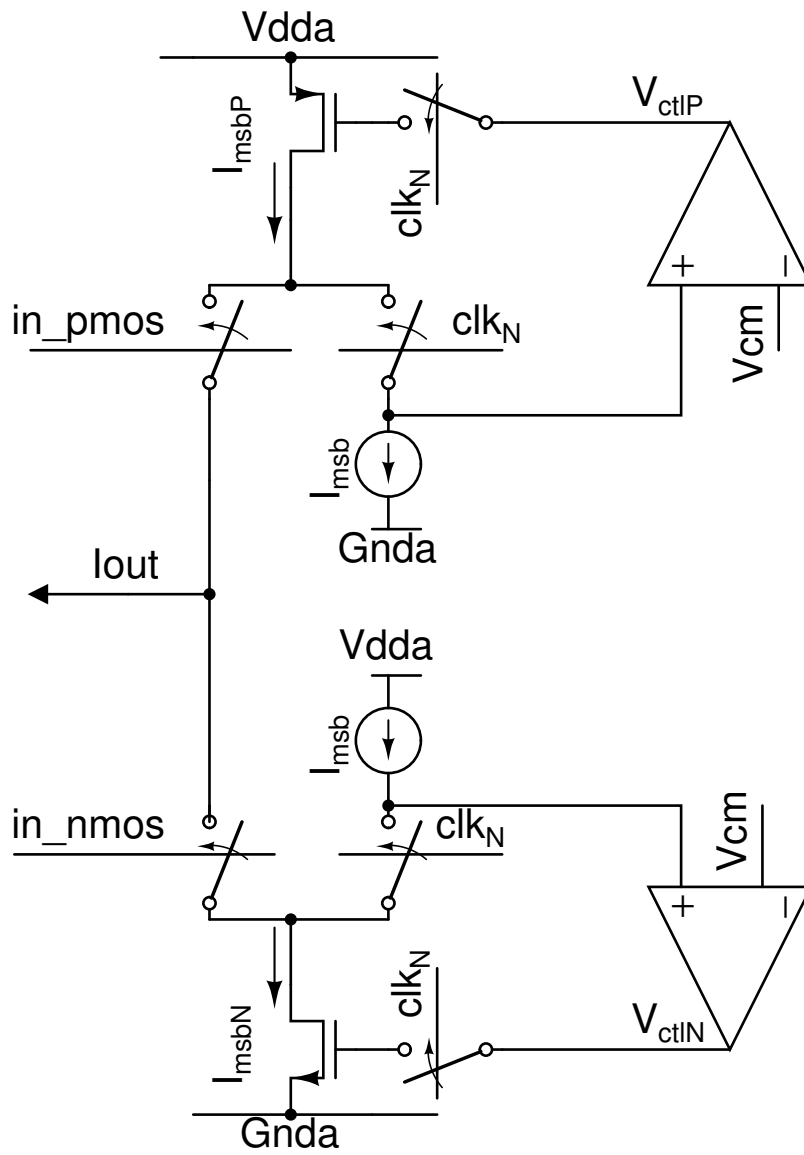 Vdda
I_msbP
clk_N
V_ctlP
+
−
Vcm
in_pmos
clk_N
I_msb
Gnda
Iout
Vdda
I_msb
in_nmos
clk_N
Vcm
+
−
I_msbN
clk_N
V_ctlN
Gnda